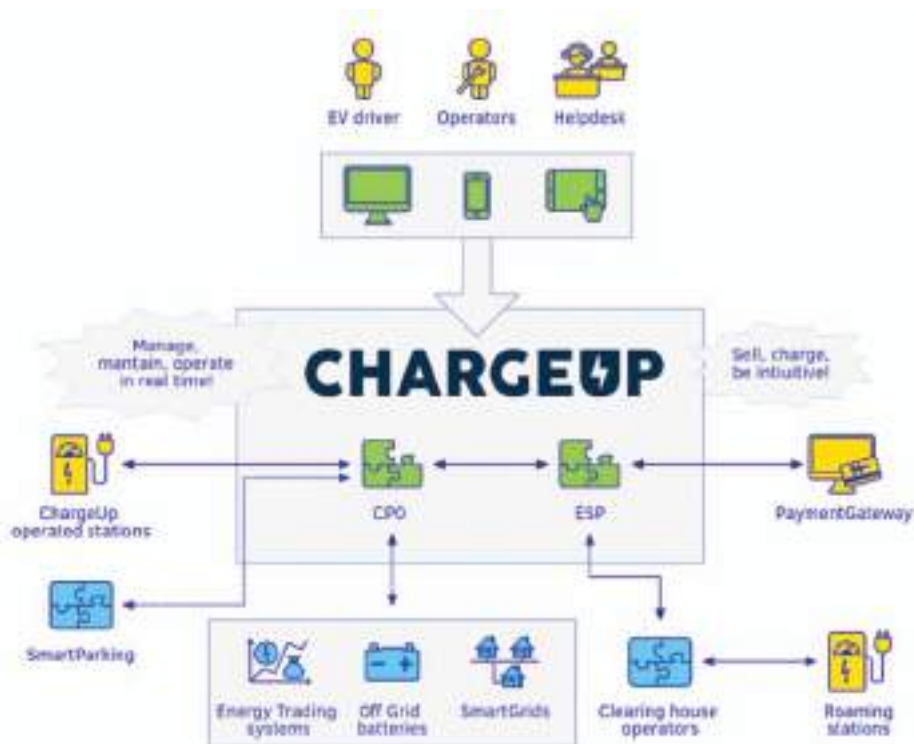 EV driver
Operators
Helpdesk
Manage,
mantain, operate
in real time!
CHARGEUP
Sell, charge,
be intuitive!
CPO
ESP
ChargeUp
operated stations
PaymentGateway
SmartParking
Energy Trading
systems
Off Grid
batteries
SmartGrids
Clearing house
operators
Roaming
stations